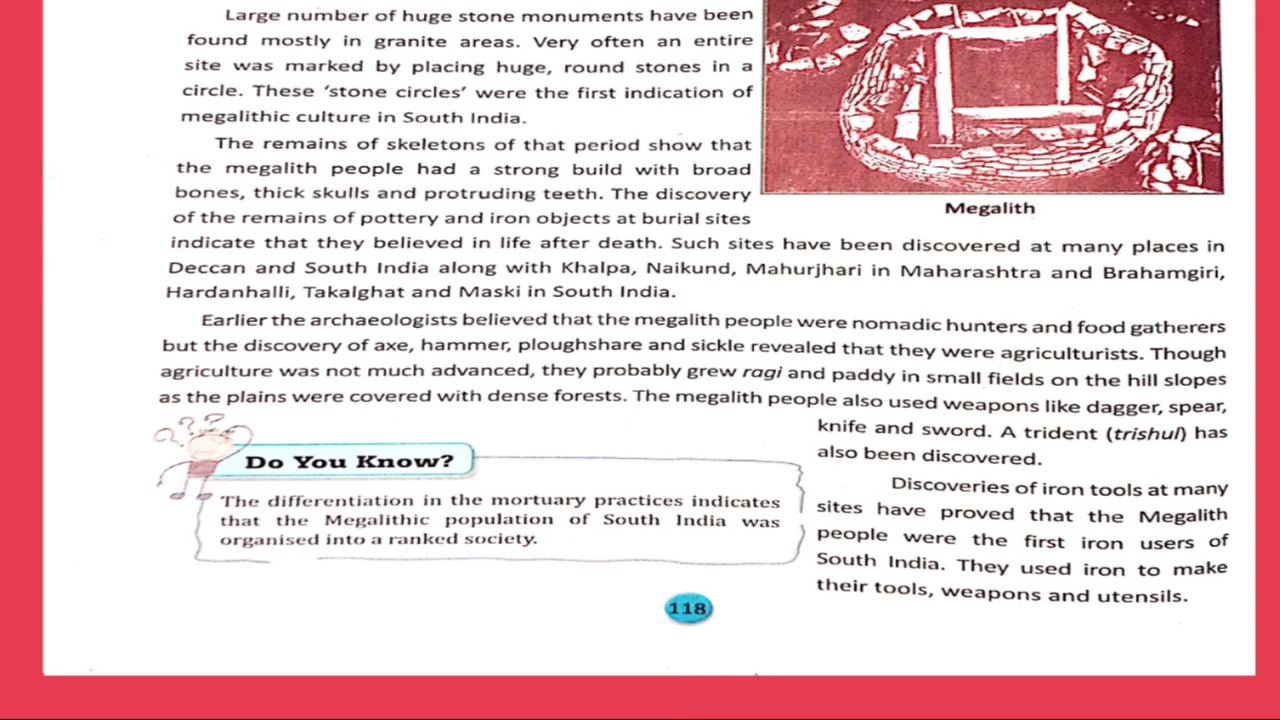 Large number of huge stone monuments have been
found mostly in granite areas. Very often an entire
site was marked by placing huge, round stones in a
circle. These ‘stone circles’ were the first indication of
megalithic culture in South India.
The remains of skeletons of that period show that
the megalith people had a strong build with broad
bones, thick skulls and protruding teeth. The discovery
of the remains of pottery and iron objects at burial sites
indicate that they believed in life after death. Such sites have been discovered at many places in
Deccan and South India along with Khalpa, Naikund, Mahurjhari in Maharashtra and Brahamgiri,
Hardanhalli, Takalghat and Maski in South India.
Megalith
Earlier the archaeologists believed that the megalith people were nomadic hunters and food gatherers
but the discovery of axe, hammer, ploughshare and sickle revealed that they were agriculturists. Though
agriculture was not much advanced, they probably grew ragi and paddy in small fields on the hill slopes
as the plains were covered with dense forests. The megalith people also used weapons like dagger, spear,
knife and sword. A trident (trishul) has
also been discovered.
Discoveries of iron tools at many
sites have proved that the Megalith
people were the first iron users of
South India. They used iron to make
their tools, weapons and utensils.
???
Do You Know?
The differentiation in the mortuary practices indicates
that the Megalithic population of South India was
organised into a ranked society.
118